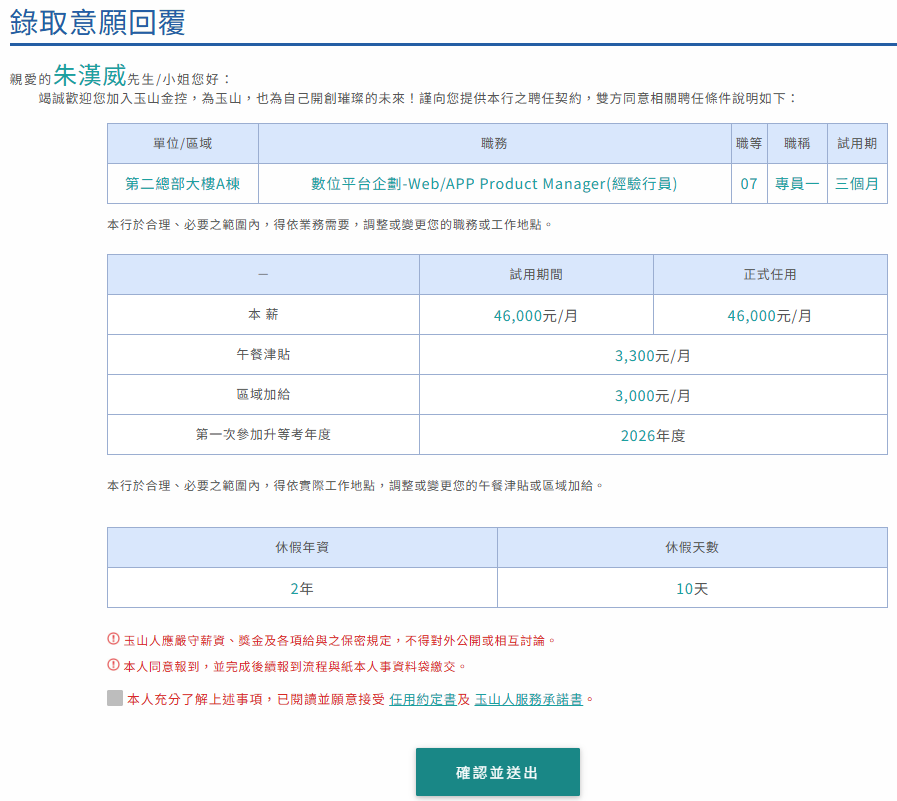 錄取意願回覆
親愛的朱漢威先生/小姐您好：
竭誠歡迎您加入玉山金控，為玉山，也為自己開創璀璨的未來！謹向您提供本行之聘任契約，雙方同意相關聘任條件說明如下：
單位/區域 職務 職等 職稱 試用期
第二總部大樓A棟 數位平台企劃-Web/APP Product Manager(經驗行員) 07 專員一 三個月
本行於合理、必要之範圍內，得依業務需要，調整或變更您的職務或工作地點。
－ 試用期間 正式任用
本 薪 46,000元/月 46,000元/月
午餐津貼 3,300元/月
區域加給 3,000元/月
第一次參加升等考年度 2026年度
本行於合理、必要之範圍內，得依實際工作地點，調整或變更您的午餐津貼或區域加給。
休假年資 休假天數
2年 10天
玉山人應嚴守薪資、獎金及各項給與之保密規定，不得對外公開或相互討論。
本人同意報到，並完成後續報到流程與紙本人事資料袋繳交。
本人充分了解上述事項，已閱讀並願意接受 任用約定書及 玉山人服務承諾書。
確認並送出